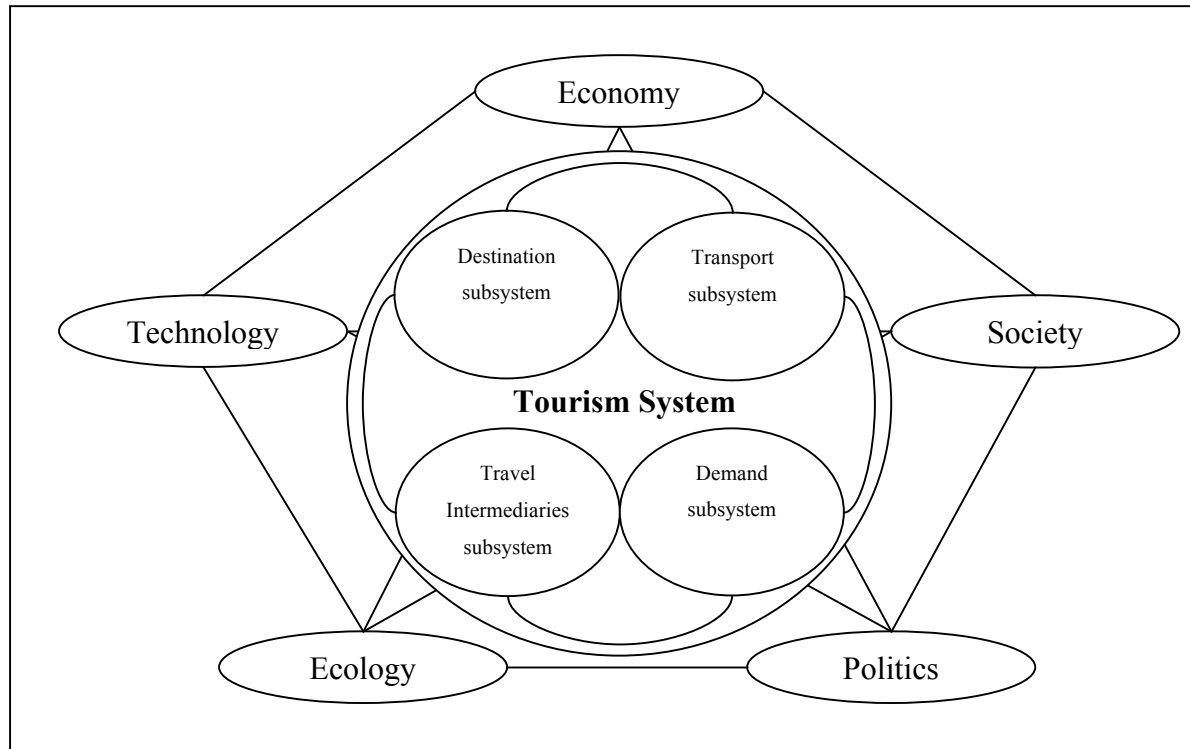 Economy
Destination
subsystem
Transport
subsystem
Technology
Society
Tourism System
Travel
Intermediaries
subsystem
Demand
subsystem
Ecology
Politics